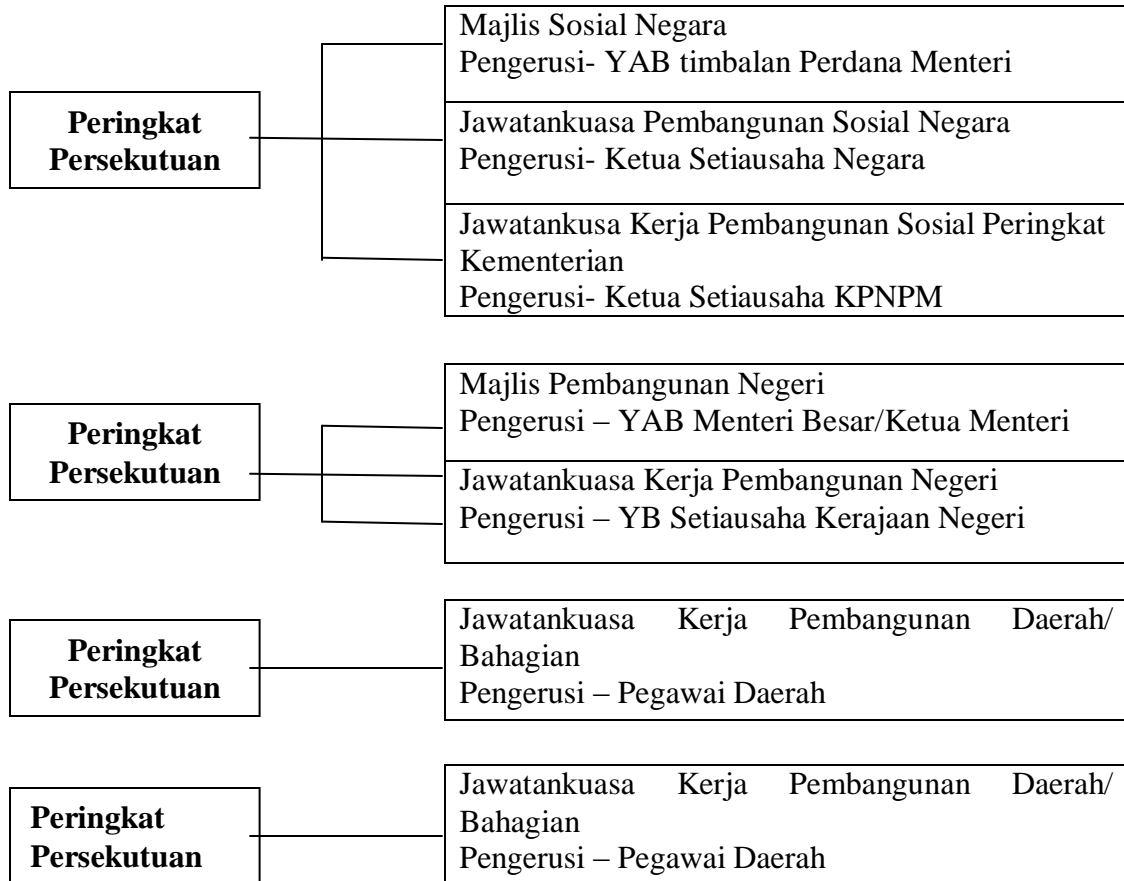 Majlis Sosial Negara
Pengerusi- YAB timbalan Perdana Menteri
Peringkat
Persekutuan
Jawatankuasa Pembangunan Sosial Negara
Pengerusi- Ketua Setiausaha Negara
Jawatankusa Kerja Pembangunan Sosial Peringkat
Kementerian
Pengerusi- Ketua Setiausaha KPNPM
Peringkat
Persekutuan
Majlis Pembangunan Negeri
Pengerusi – YAB Menteri Besar/Ketua Menteri
Jawatankuasa Kerja Pembangunan Negeri
Pengerusi – YB Setiausaha Kerajaan Negeri
Peringkat
Persekutuan
Jawatankuasa Kerja Pembangunan Daerah/
Bahagian
Pengerusi – Pegawai Daerah
Peringkat
Persekutuan
Jawatankuasa Kerja Pembangunan Daerah/
Bahagian
Pengerusi – Pegawai Daerah